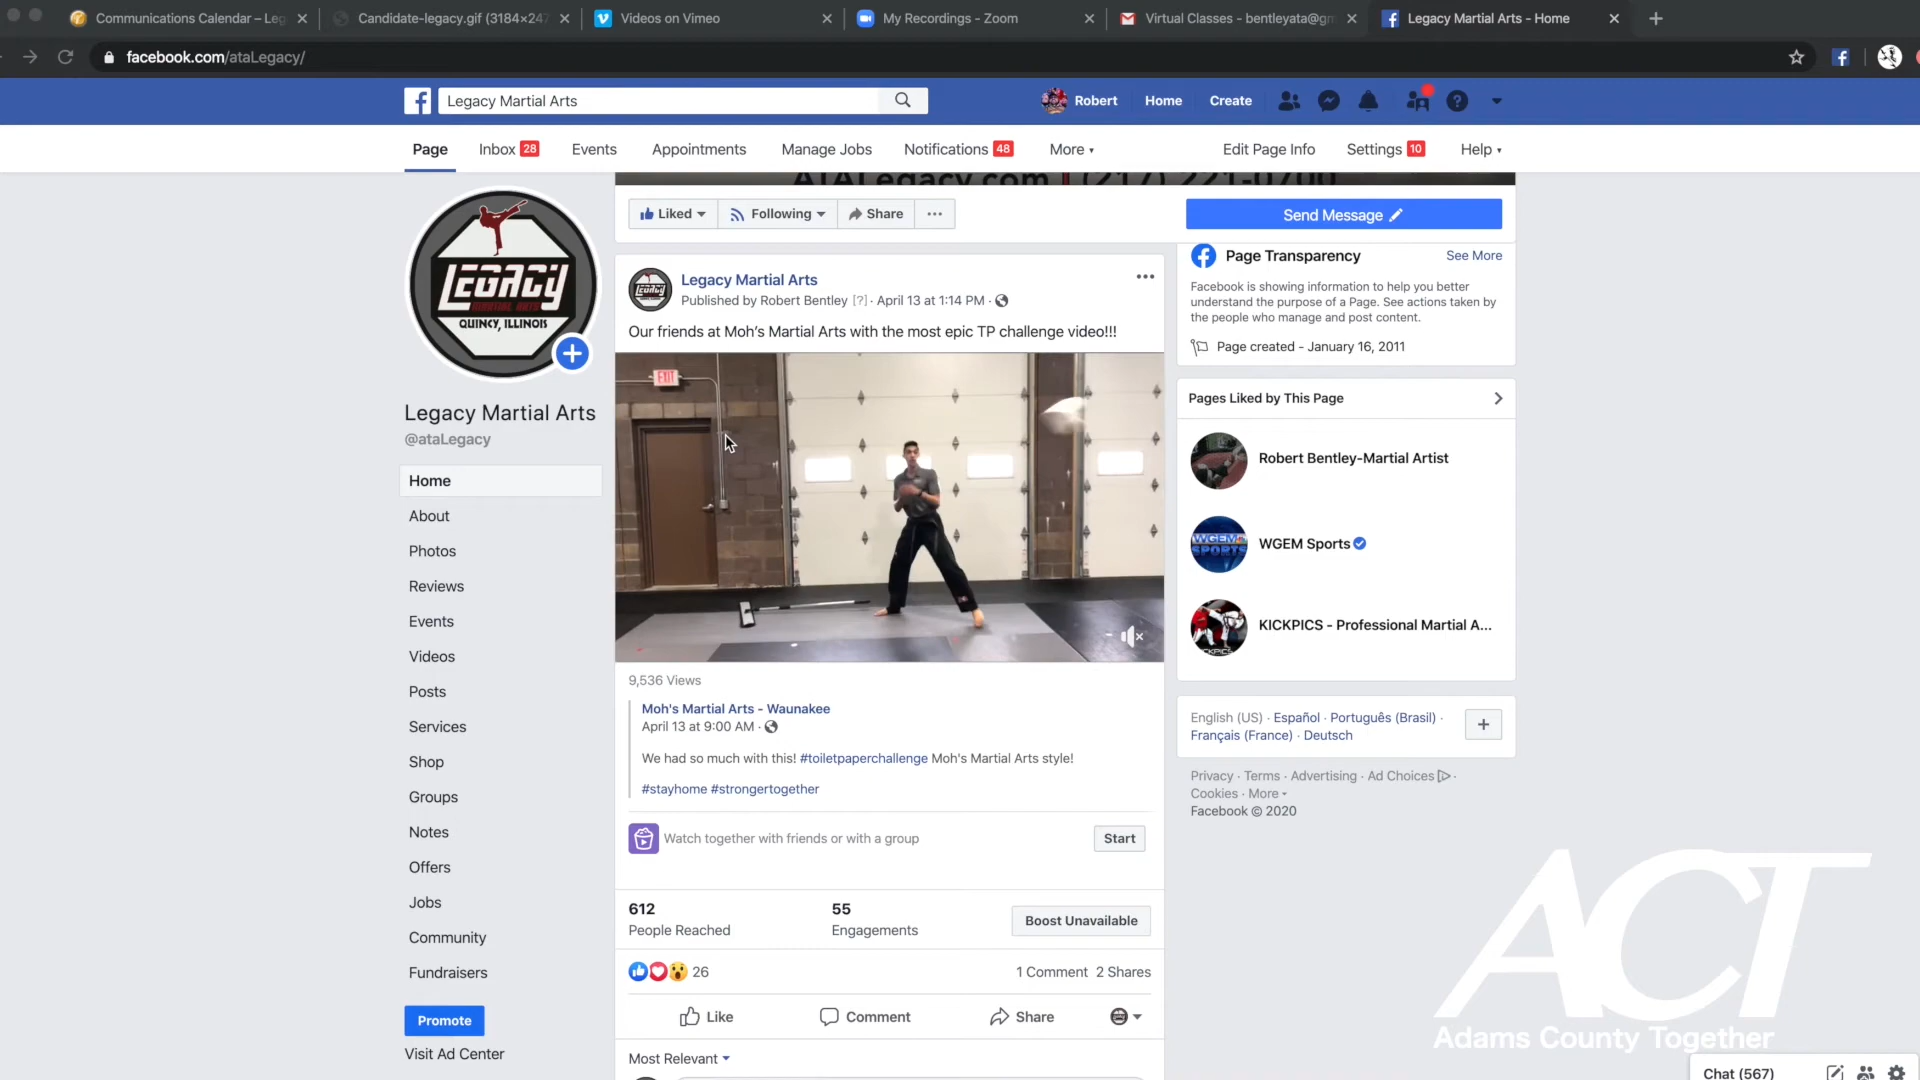 Communications Calendar – Leg
Candidate-legacy.gif (3184×247
Videos on Vimeo
My Recordings - Zoom
Virtual Classes - bentleyata@gm
Legacy Martial Arts - Home
facebook.com/ataLegacy/
Legacy Martial Arts
Robert
Home
Create
Page
Inbox 28
Events
Appointments
Manage Jobs
Notifications 48
More
Edit Page Info
Settings 10
Help
ATALegacy.com | (217) 221-0700
Liked
Following
Share
Send Message
LEGACY
MARTIAL ARTS
QUINCY, ILLINOIS
Legacy Martial Arts
@ataLegacy
Home
About
Photos
Reviews
Events
Videos
Posts
Services
Shop
Groups
Notes
Offers
Jobs
Community
Fundraisers
Promote
Visit Ad Center
Legacy Martial Arts
Published by Robert Bentley [?] · April 13 at 1:14 PM ·
Our friends at Moh's Martial Arts with the most epic TP challenge video!!!
EXIT
9,536 Views
Moh's Martial Arts - Waunakee
April 13 at 9:00 AM ·
We had so much with this! #toiletpaperchallenge Moh's Martial Arts style!
#stayhome #strongertogether
Watch together with friends or with a group
Start
612
People Reached
55
Engagements
Boost Unavailable
26
1 Comment 2 Shares
Like
Comment
Share
Most Relevant
Page Transparency
See More
Facebook is showing information to help you better
understand the purpose of a Page. See actions taken by
the people who manage and post content.
Page created - January 16, 2011
Pages Liked by This Page
Robert Bentley-Martial Artist
WGEM SPORTS
WGEM Sports
KICKPICS
KICKPICS - Professional Martial A...
English (US) · Español · Português (Brasil) ·
Français (France) · Deutsch
Privacy · Terms · Advertising · Ad Choices ·
Cookies · More
Facebook © 2020
ACT
Adams County Together
Chat (567)